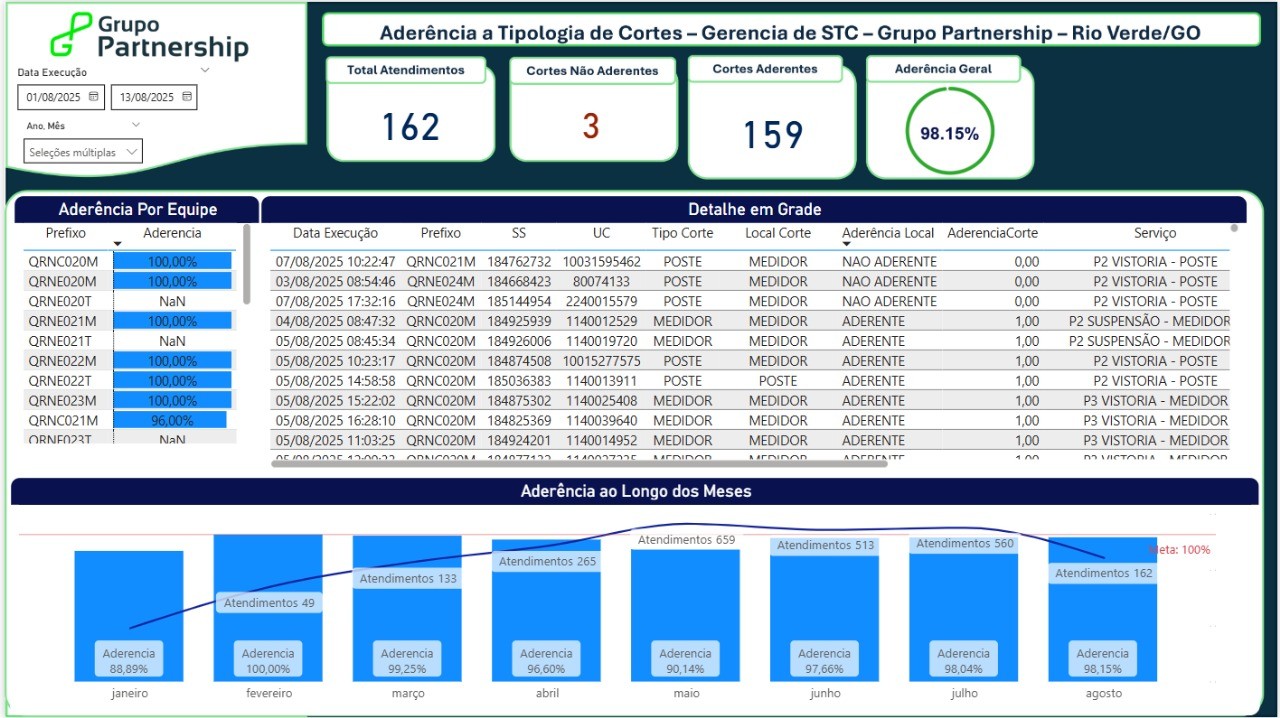 Grupo
Partnership
Data Execução
01/08/2025 13/08/2025
Ano, Mês
Seleções múltiplas
Aderência a Tipologia de Cortes – Gerencia de STC – Grupo Partnership – Rio Verde/GO
Total Atendimentos
162
Cortes Não Aderentes
3
Cortes Aderentes
159
Aderência Geral
98.15%
Aderência Por Equipe
Prefixo Aderencia
QRNC020M 100,00%
QRNE020M 100,00%
QRNE020T NaN
QRNE021M 100,00%
QRNE021T NaN
QRNE022M 100,00%
QRNE022T 100,00%
QRNE023M 100,00%
QRNC021M 96,00%
QRNE023T NaN
Detalhe em Grade
Data Execução Prefixo SS UC Tipo Corte Local Corte Aderência Local AderenciaCorte Serviço
07/08/2025 10:22:47 QRNC021M 184762732 10031595462 POSTE MEDIDOR NAO ADERENTE 0,00 P2 VISTORIA - POSTE
03/08/2025 08:54:46 QRNE024M 184668423 80074133 POSTE MEDIDOR NAO ADERENTE 0,00 P2 VISTORIA - POSTE
07/08/2025 17:32:16 QRNE024M 185144954 2240015579 POSTE MEDIDOR NAO ADERENTE 0,00 P2 VISTORIA - POSTE
04/08/2025 08:47:32 QRNC020M 184925939 1140012529 MEDIDOR MEDIDOR ADERENTE 1,00 P2 SUSPENSÃO - MEDIDOR
05/08/2025 08:45:34 QRNC020M 184926006 1140019720 MEDIDOR MEDIDOR ADERENTE 1,00 P2 SUSPENSÃO - MEDIDOR
05/08/2025 10:23:17 QRNC020M 184874508 10015277575 POSTE MEDIDOR ADERENTE 1,00 P2 VISTORIA - POSTE
05/08/2025 14:58:58 QRNC020M 185036383 1140013911 POSTE POSTE ADERENTE 1,00 P2 VISTORIA - POSTE
05/08/2025 15:22:02 QRNC020M 184875302 1140025408 MEDIDOR MEDIDOR ADERENTE 1,00 P3 VISTORIA - MEDIDOR
05/08/2025 16:28:10 QRNC020M 184825369 1140039640 MEDIDOR MEDIDOR ADERENTE 1,00 P3 VISTORIA - MEDIDOR
05/08/2025 11:03:25 QRNC020M 184924201 1140014952 MEDIDOR MEDIDOR ADERENTE 1,00 P3 VISTORIA - MEDIDOR
QRNC020M MEDIDOR MEDIDOR ADERENTE 1,00 P3 VISTORIA - MEDIDOR
Aderência ao Longo dos Meses
Meta: 100%
Atendimentos 49
Atendimentos 133
Atendimentos 265
Atendimentos 659
Atendimentos 513
Atendimentos 560
Atendimentos 162
Aderencia 88,89%
Aderencia 100,00%
Aderencia 99,25%
Aderencia 96,60%
Aderencia 90,14%
Aderencia 97,66%
Aderencia 98,04%
Aderencia 98,15%
janeiro fevereiro março abril maio junho julho agosto